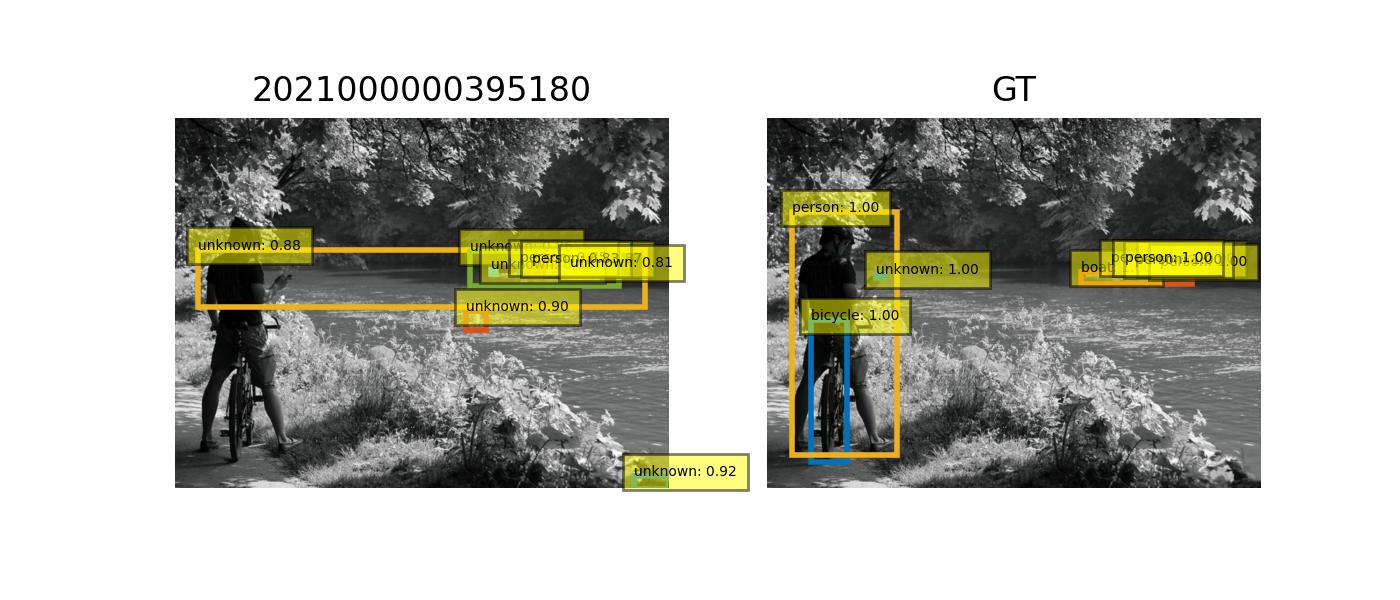 2021000000395180
GT
person: 1.00
unknown: 0.88
unknown: 0.81
unknown: 1.00
boat
person: 1.00
unknown: 0.90
bicycle: 1.00
unknown: 0.92